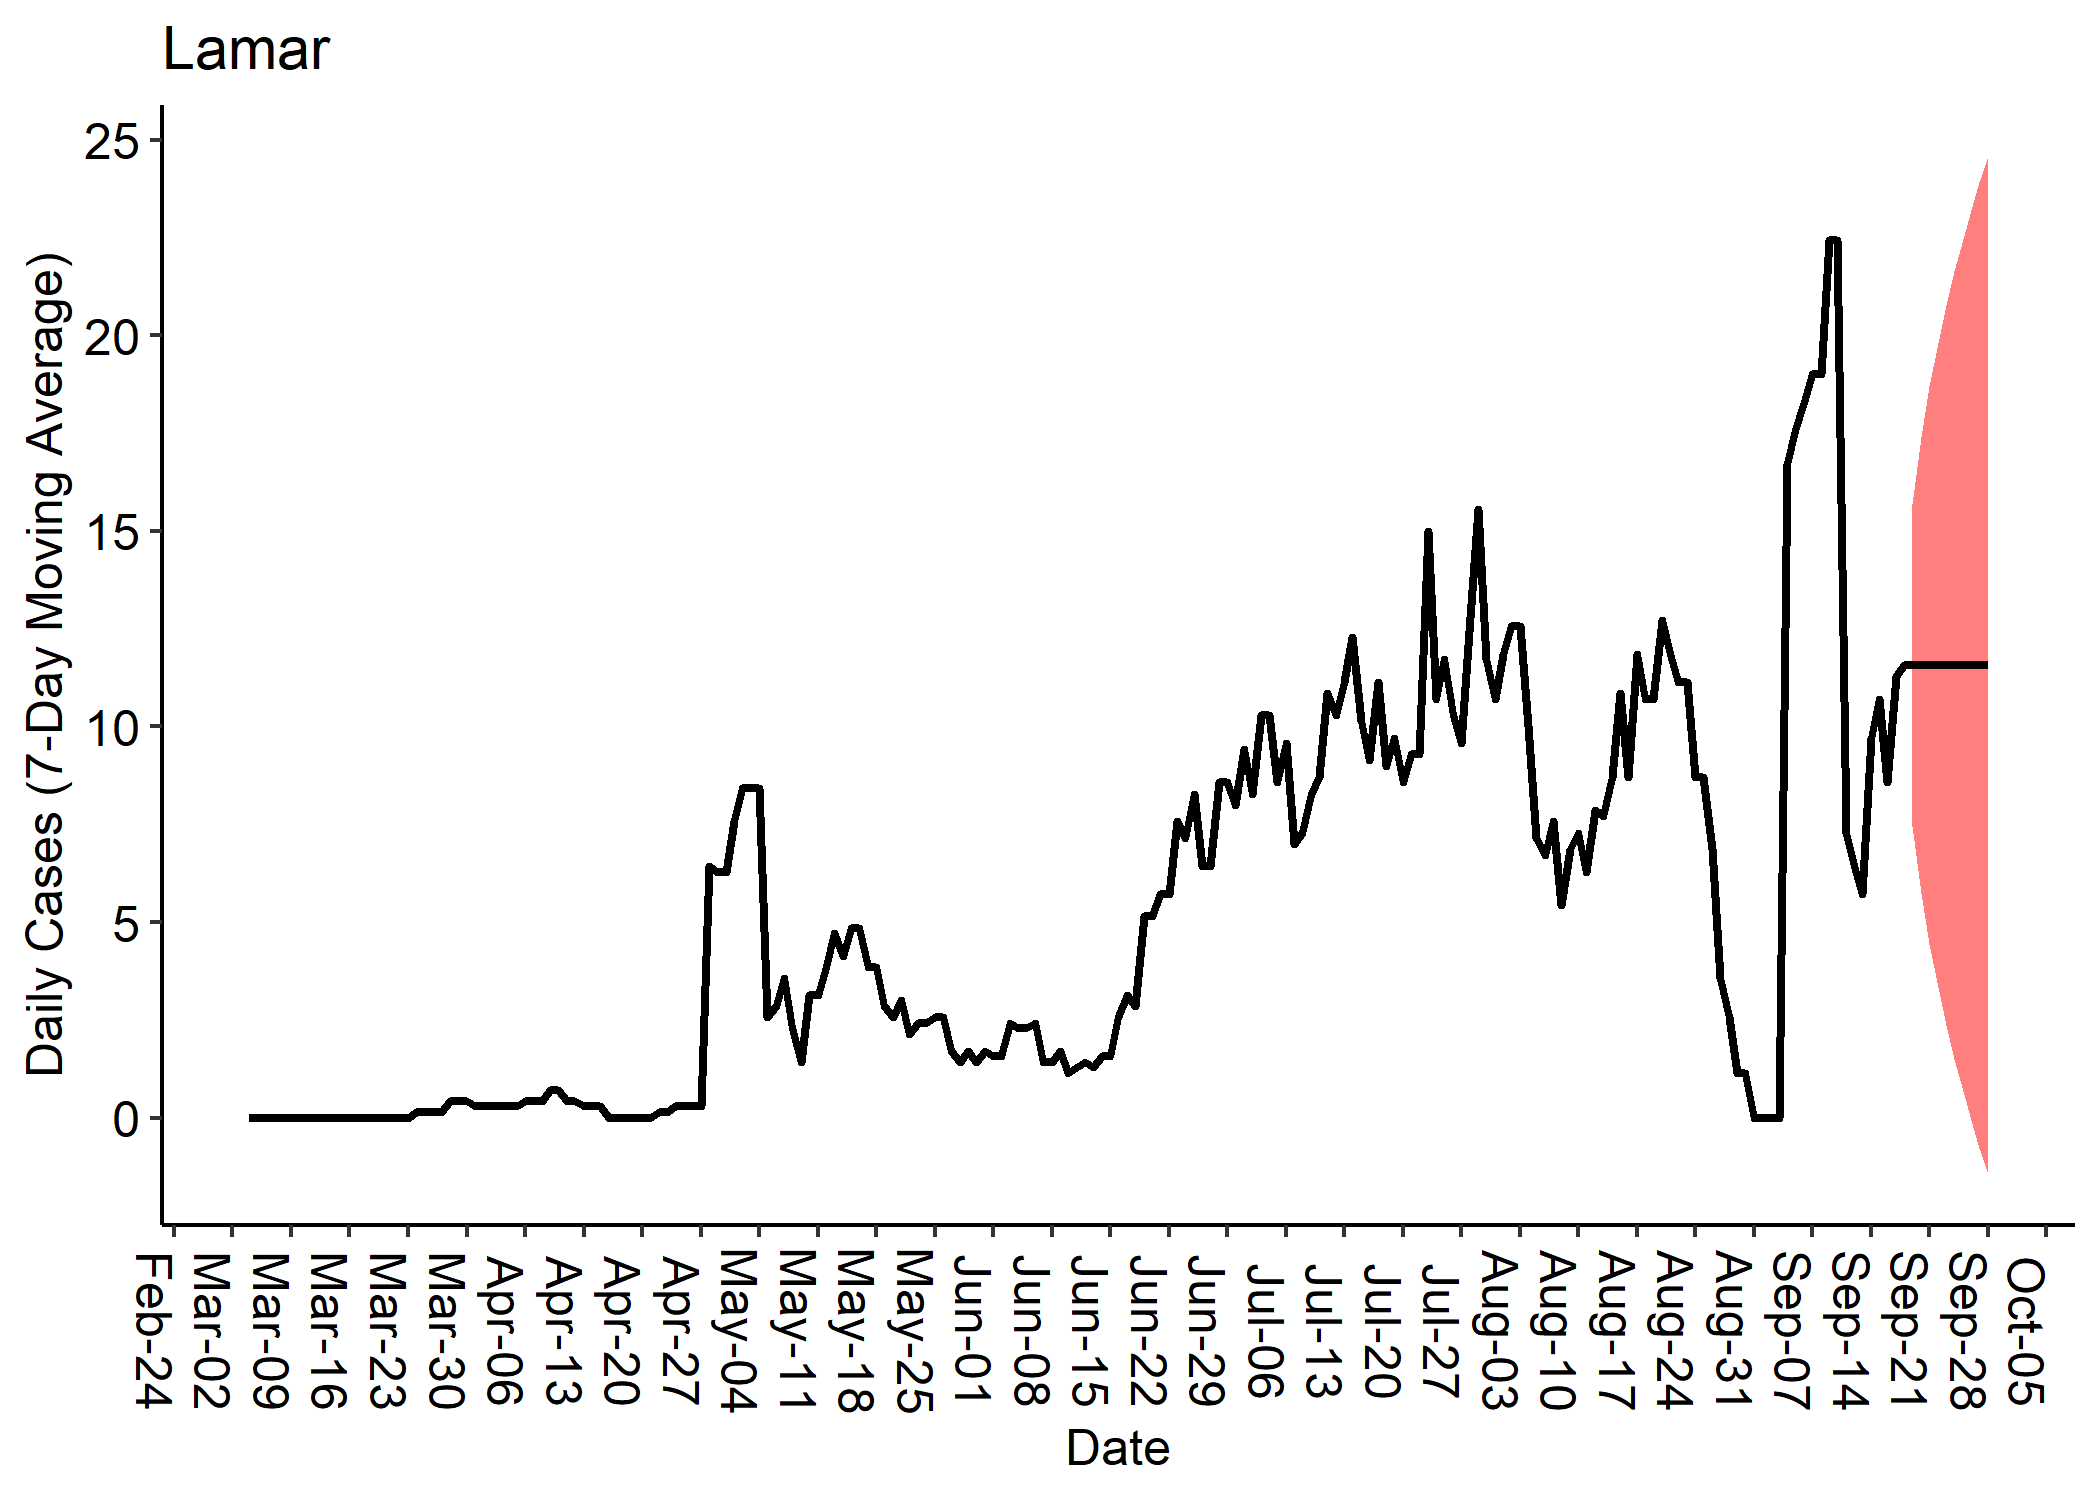 Lamar
Daily Cases (7-Day Moving Average)
25
20
15
10
5
0
Feb-24
Mar-02
Mar-09
Mar-16
Mar-23
Mar-30
Apr-06
Apr-13
Apr-20
Apr-27
May-04
May-11
May-18
May-25
Jun-01
Jun-08
Jun-15
Jun-22
Jun-29
Jul-06
Jul-13
Jul-20
Jul-27
Aug-03
Aug-10
Aug-17
Aug-24
Aug-31
Sep-07
Sep-14
Sep-21
Sep-28
Oct-05
Date